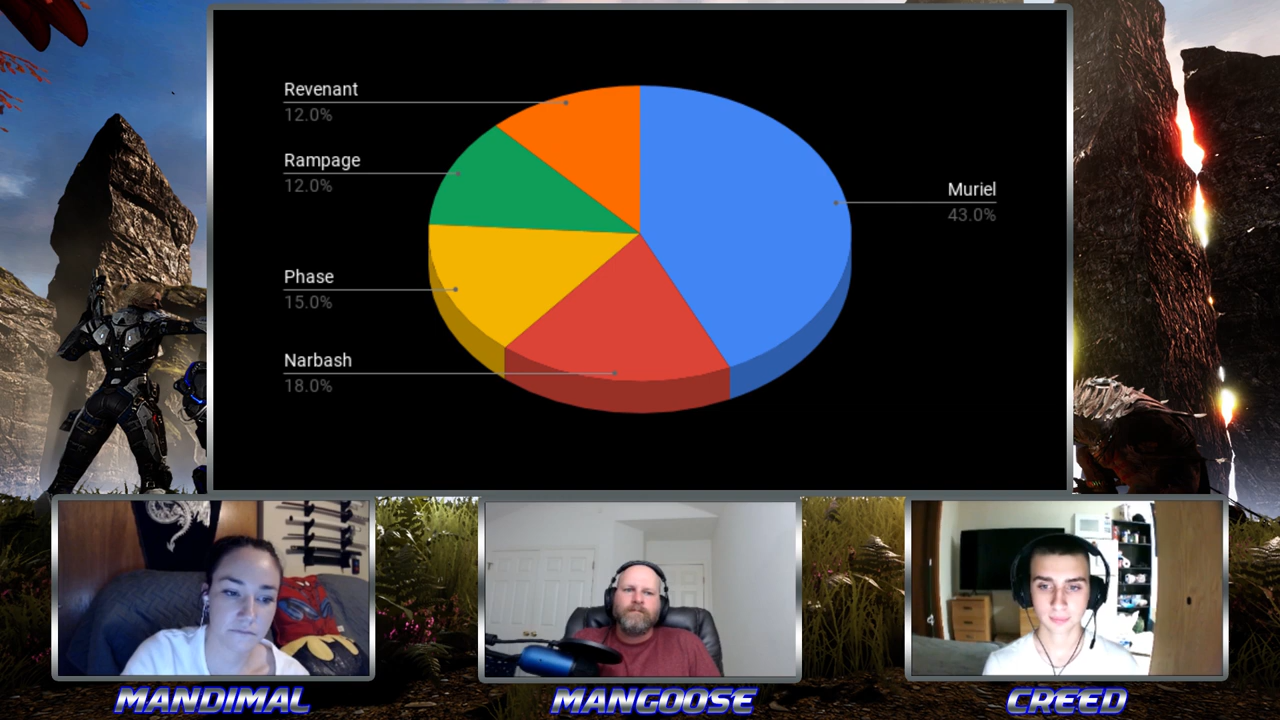 Revenant
12.0%
Rampage
12.0%
Muriel
43.0%
Phase
15.0%
Narbash
18.0%
MANDIMAL
MANGOOSE
CREED